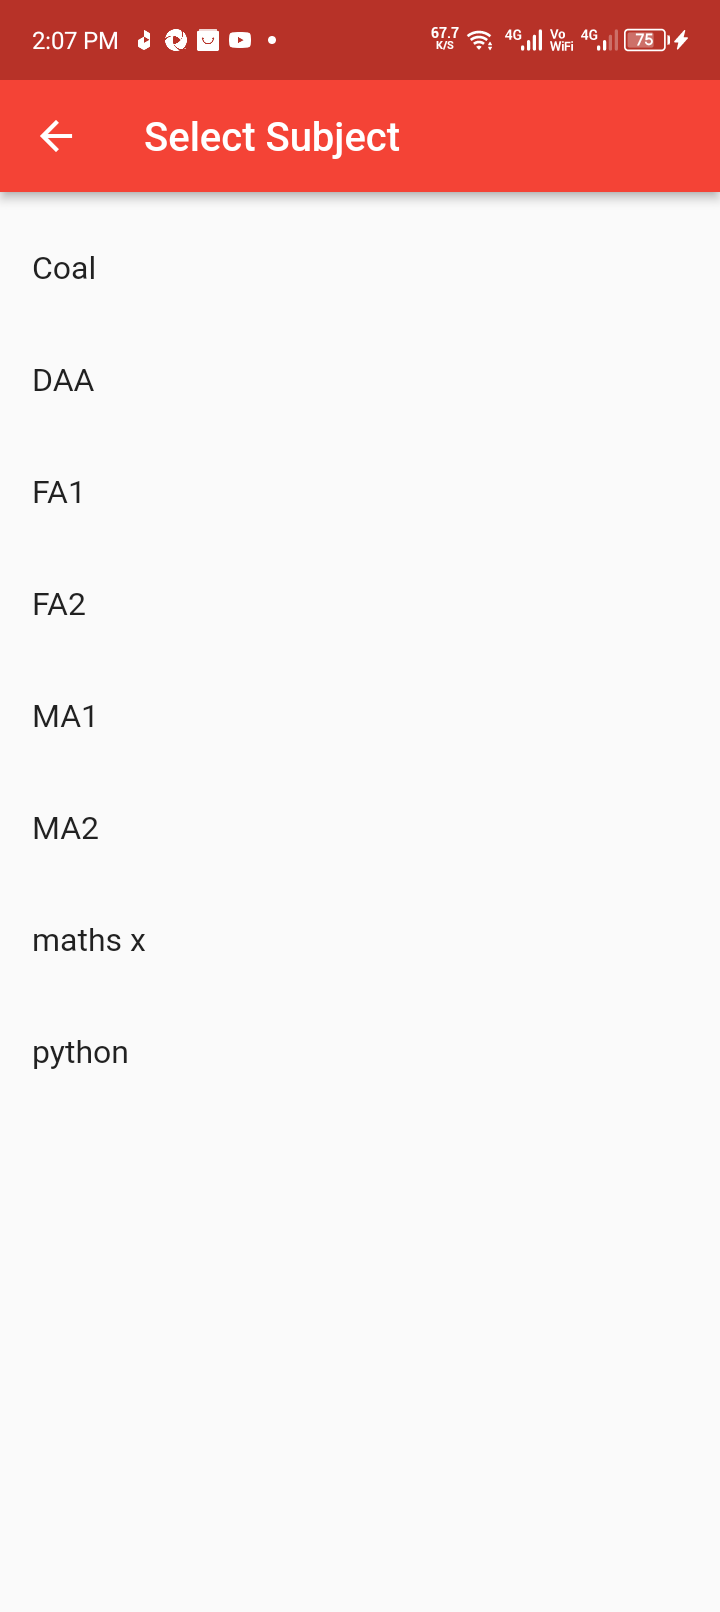 2:07 PM
67.7 K/S 4G Vo WiFi 4G 75
Select Subject
Coal
DAA
FA1
FA2
MA1
MA2
maths x
python